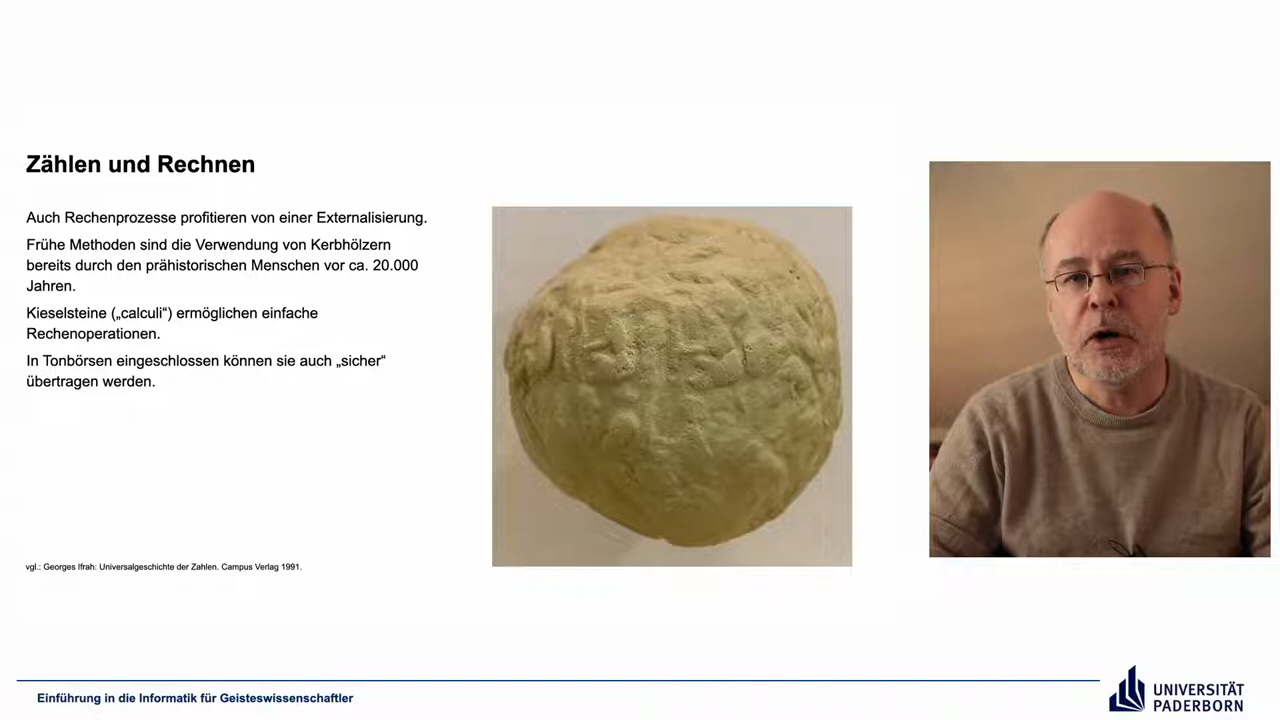 Zählen und Rechnen
Auch Rechenprozesse profitieren von einer Externalisierung.
Frühe Methoden sind die Verwendung von Kerbhölzern
bereits durch den prähistorischen Menschen vor ca. 20.000
Jahren.
Kieselsteine („calculi“) ermöglichen einfache
Rechenoperationen.
In Tonbörsen eingeschlossen können sie auch „sicher“
übertragen werden.
vgl.: Georges Ifrah: Universalgeschichte der Zahlen. Campus Verlag 1991.
Einführung in die Informatik für Geisteswissenschaftler
UNIVERSITÄT
PADERBORN